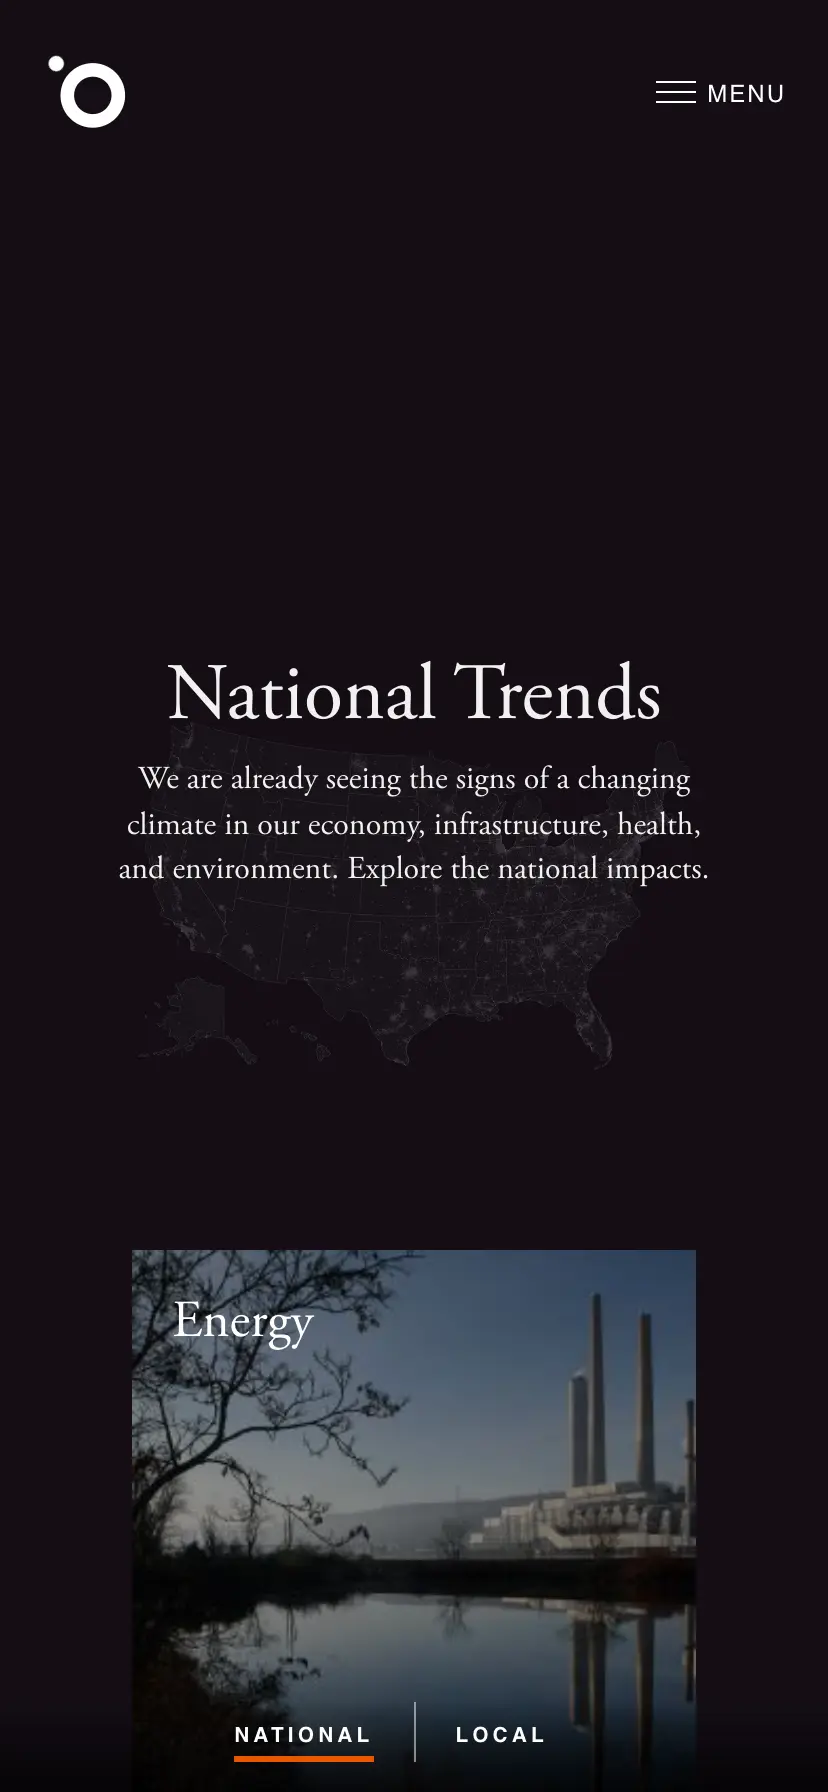 MENU
National Trends
We are already seeing the signs of a changing
climate in our economy, infrastructure, health,
and environment. Explore the national impacts.
Energy
NATIONAL
LOCAL